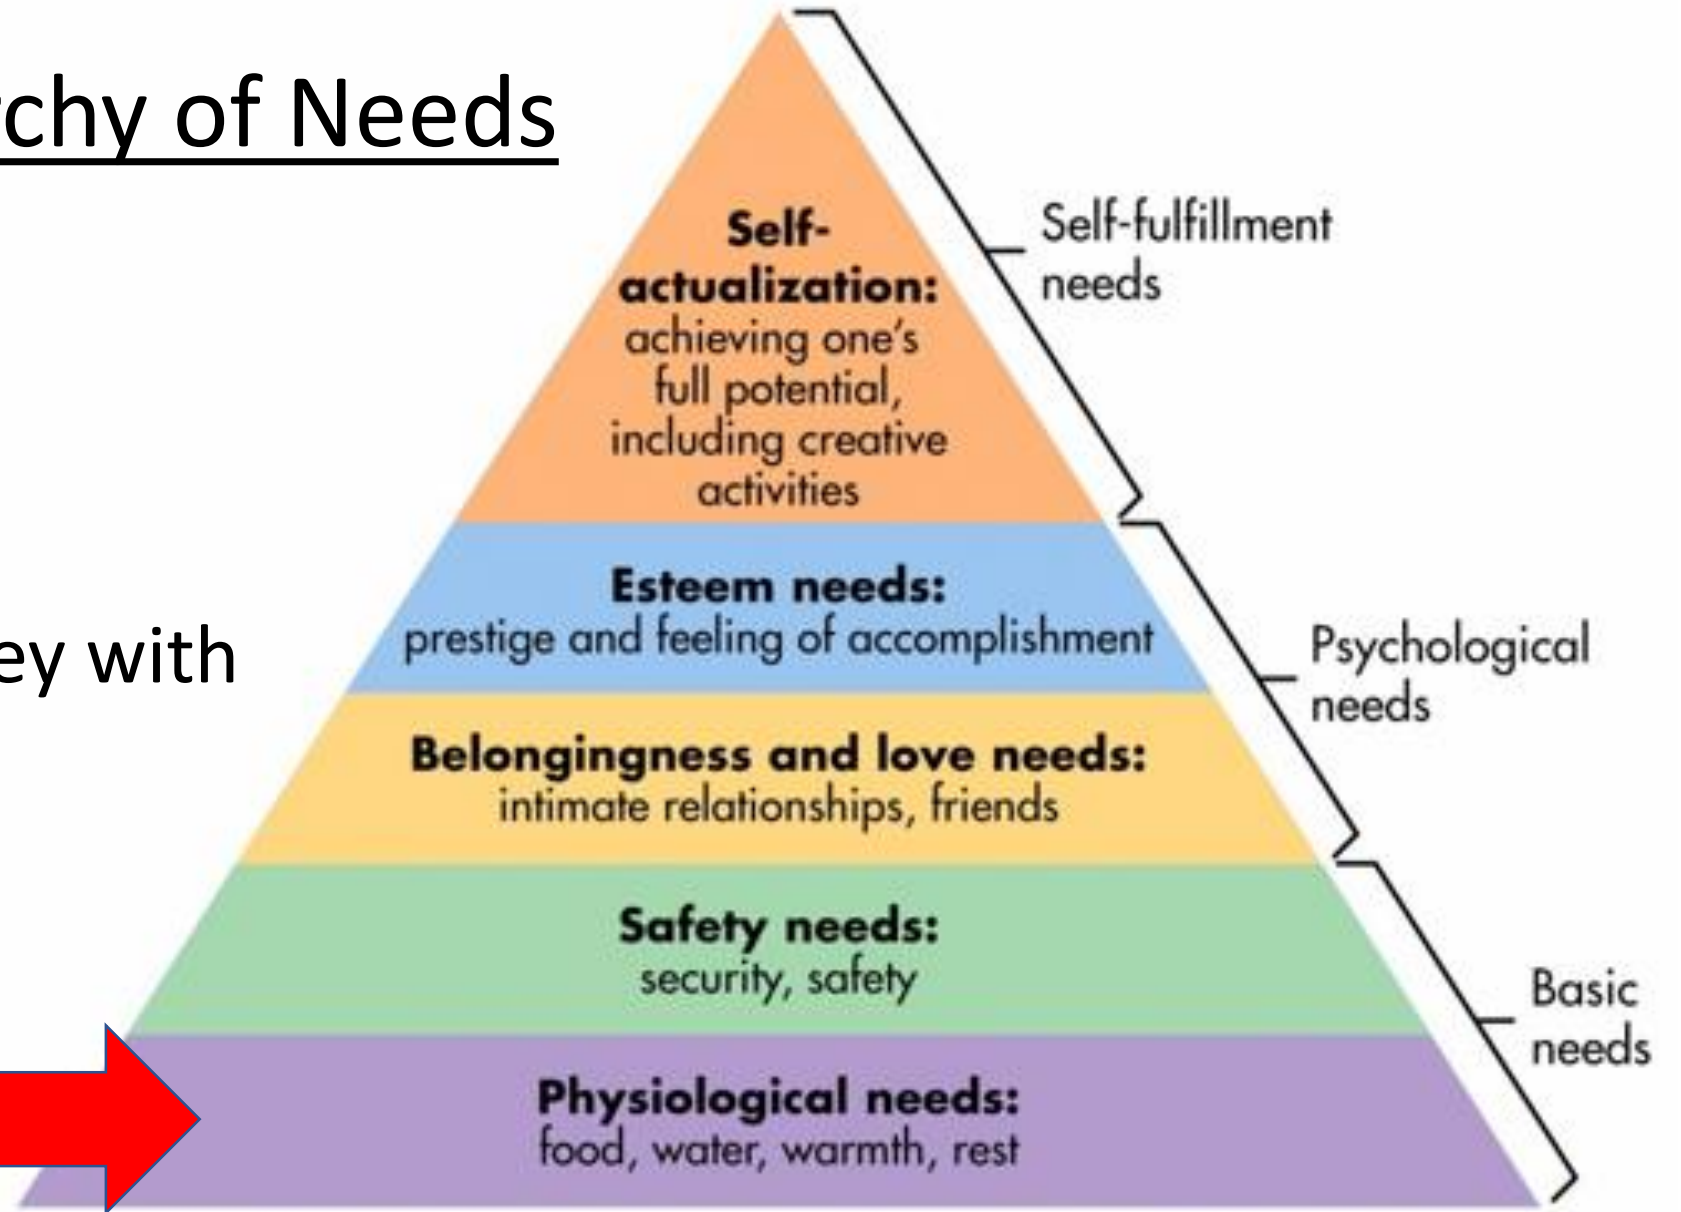 rchy of Needs
Self-
actualization:
achieving one's
full potential,
including creative
activities
Self-fulfillment
needs
Esteem needs:
prestige and feeling of accomplishment
Psychological
needs
ey with
Belongingness and love needs:
intimate relationships, friends
Safety needs:
security, safety
Basic
needs
Physiological needs:
food, water, warmth, rest